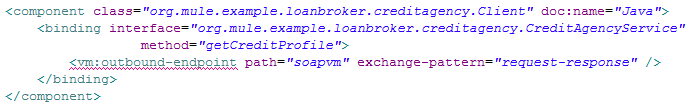 <component class="org.mule.example.loanbroker.creditagency.Client" doc:name="Java">
<binding interface="org.mule.example.loanbroker.creditagency.CreditAgencyService"
method="getCreditProfile">
<vm:outbound-endpoint path="soapvm" exchange-pattern="request-response" />
</binding>
</component>